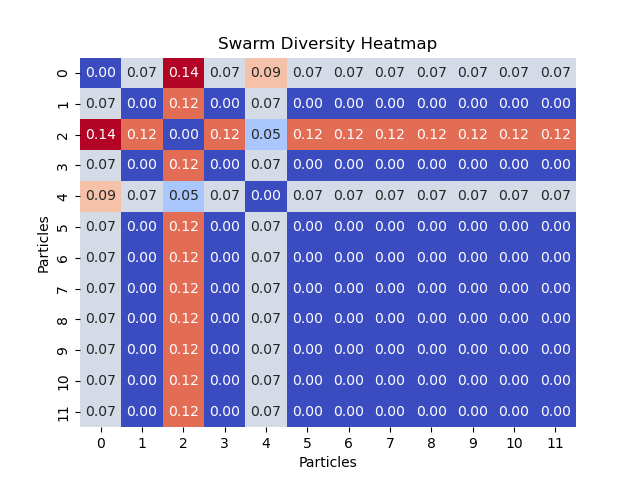 Swarm Diversity Heatmap
0 0.00 0.07 0.14 0.07 0.09 0.07 0.07 0.07 0.07 0.07 0.07 0.07
1 0.07 0.00 0.12 0.00 0.07 0.00 0.00 0.00 0.00 0.00 0.00 0.00
2 0.14 0.12 0.00 0.12 0.05 0.12 0.12 0.12 0.12 0.12 0.12 0.12
3 0.07 0.00 0.12 0.00 0.07 0.00 0.00 0.00 0.00 0.00 0.00 0.00
4 0.09 0.07 0.05 0.07 0.00 0.07 0.07 0.07 0.07 0.07 0.07 0.07
5 0.07 0.00 0.12 0.00 0.07 0.00 0.00 0.00 0.00 0.00 0.00 0.00
6 0.07 0.00 0.12 0.00 0.07 0.00 0.00 0.00 0.00 0.00 0.00 0.00
7 0.07 0.00 0.12 0.00 0.07 0.00 0.00 0.00 0.00 0.00 0.00 0.00
8 0.07 0.00 0.12 0.00 0.07 0.00 0.00 0.00 0.00 0.00 0.00 0.00
9 0.07 0.00 0.12 0.00 0.07 0.00 0.00 0.00 0.00 0.00 0.00 0.00
10 0.07 0.00 0.12 0.00 0.07 0.00 0.00 0.00 0.00 0.00 0.00 0.00
11 0.07 0.00 0.12 0.00 0.07 0.00 0.00 0.00 0.00 0.00 0.00 0.00
0 1 2 3 4 5 6 7 8 9 10 11
Particles
Particles